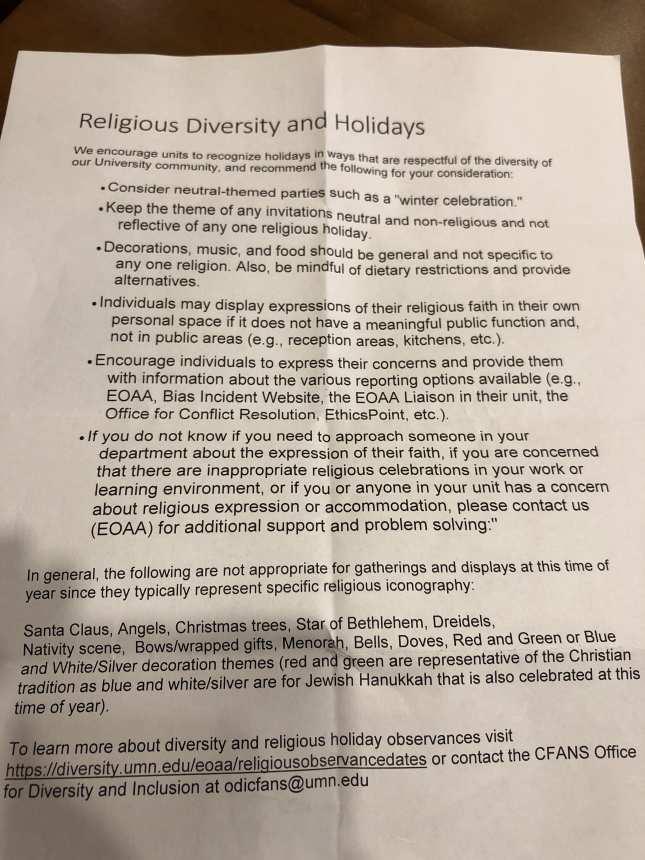 Religious Diversity and Holidays
We encourage units to recognize holidays in ways that are respectful of the diversity of
our University community, and recommend the following for your consideration:
• Consider neutral-themed parties such as a "winter celebration."
• Keep the theme of any invitations neutral and non-religious and not
reflective of any one religious holiday.
• Decorations, music, and food should be general and not specific to
any one religion. Also, be mindful of dietary restrictions and provide
alternatives.
• Individuals may display expressions of their religious faith in their own
personal space if it does not have a meaningful public function and,
not in public areas (e.g., reception areas, kitchens, etc.).
• Encourage individuals to express their concerns and provide them
with information about the various reporting options available (e.g.,
EOAA, Bias Incident Website, the EOAA Liaison in their unit, the
Office for Conflict Resolution, EthicsPoint, etc.).
• If you do not know if you need to approach someone in your
department about the expression of their faith, if you are concerned
that there are inappropriate religious celebrations in your work or
learning environment, or if you or anyone in your unit has a concern
about religious expression or accommodation, please contact us
(EOAA) for additional support and problem solving:"
In general, the following are not appropriate for gatherings and displays at this time of
year since they typically represent specific religious iconography:
Santa Claus, Angels, Christmas trees, Star of Bethlehem, Dreidels,
Nativity scene, Bows/wrapped gifts, Menorah, Bells, Doves, Red and Green or Blue
and White/Silver decoration themes (red and green are representative of the Christian
tradition as blue and white/silver are for Jewish Hanukkah that is also celebrated at this
time of year).
To learn more about diversity and religious holiday observances visit
https://diversity.umn.edu/eoaa/religiousobservancedates or contact the CFANS Office
for Diversity and Inclusion at odicfans@umn.edu